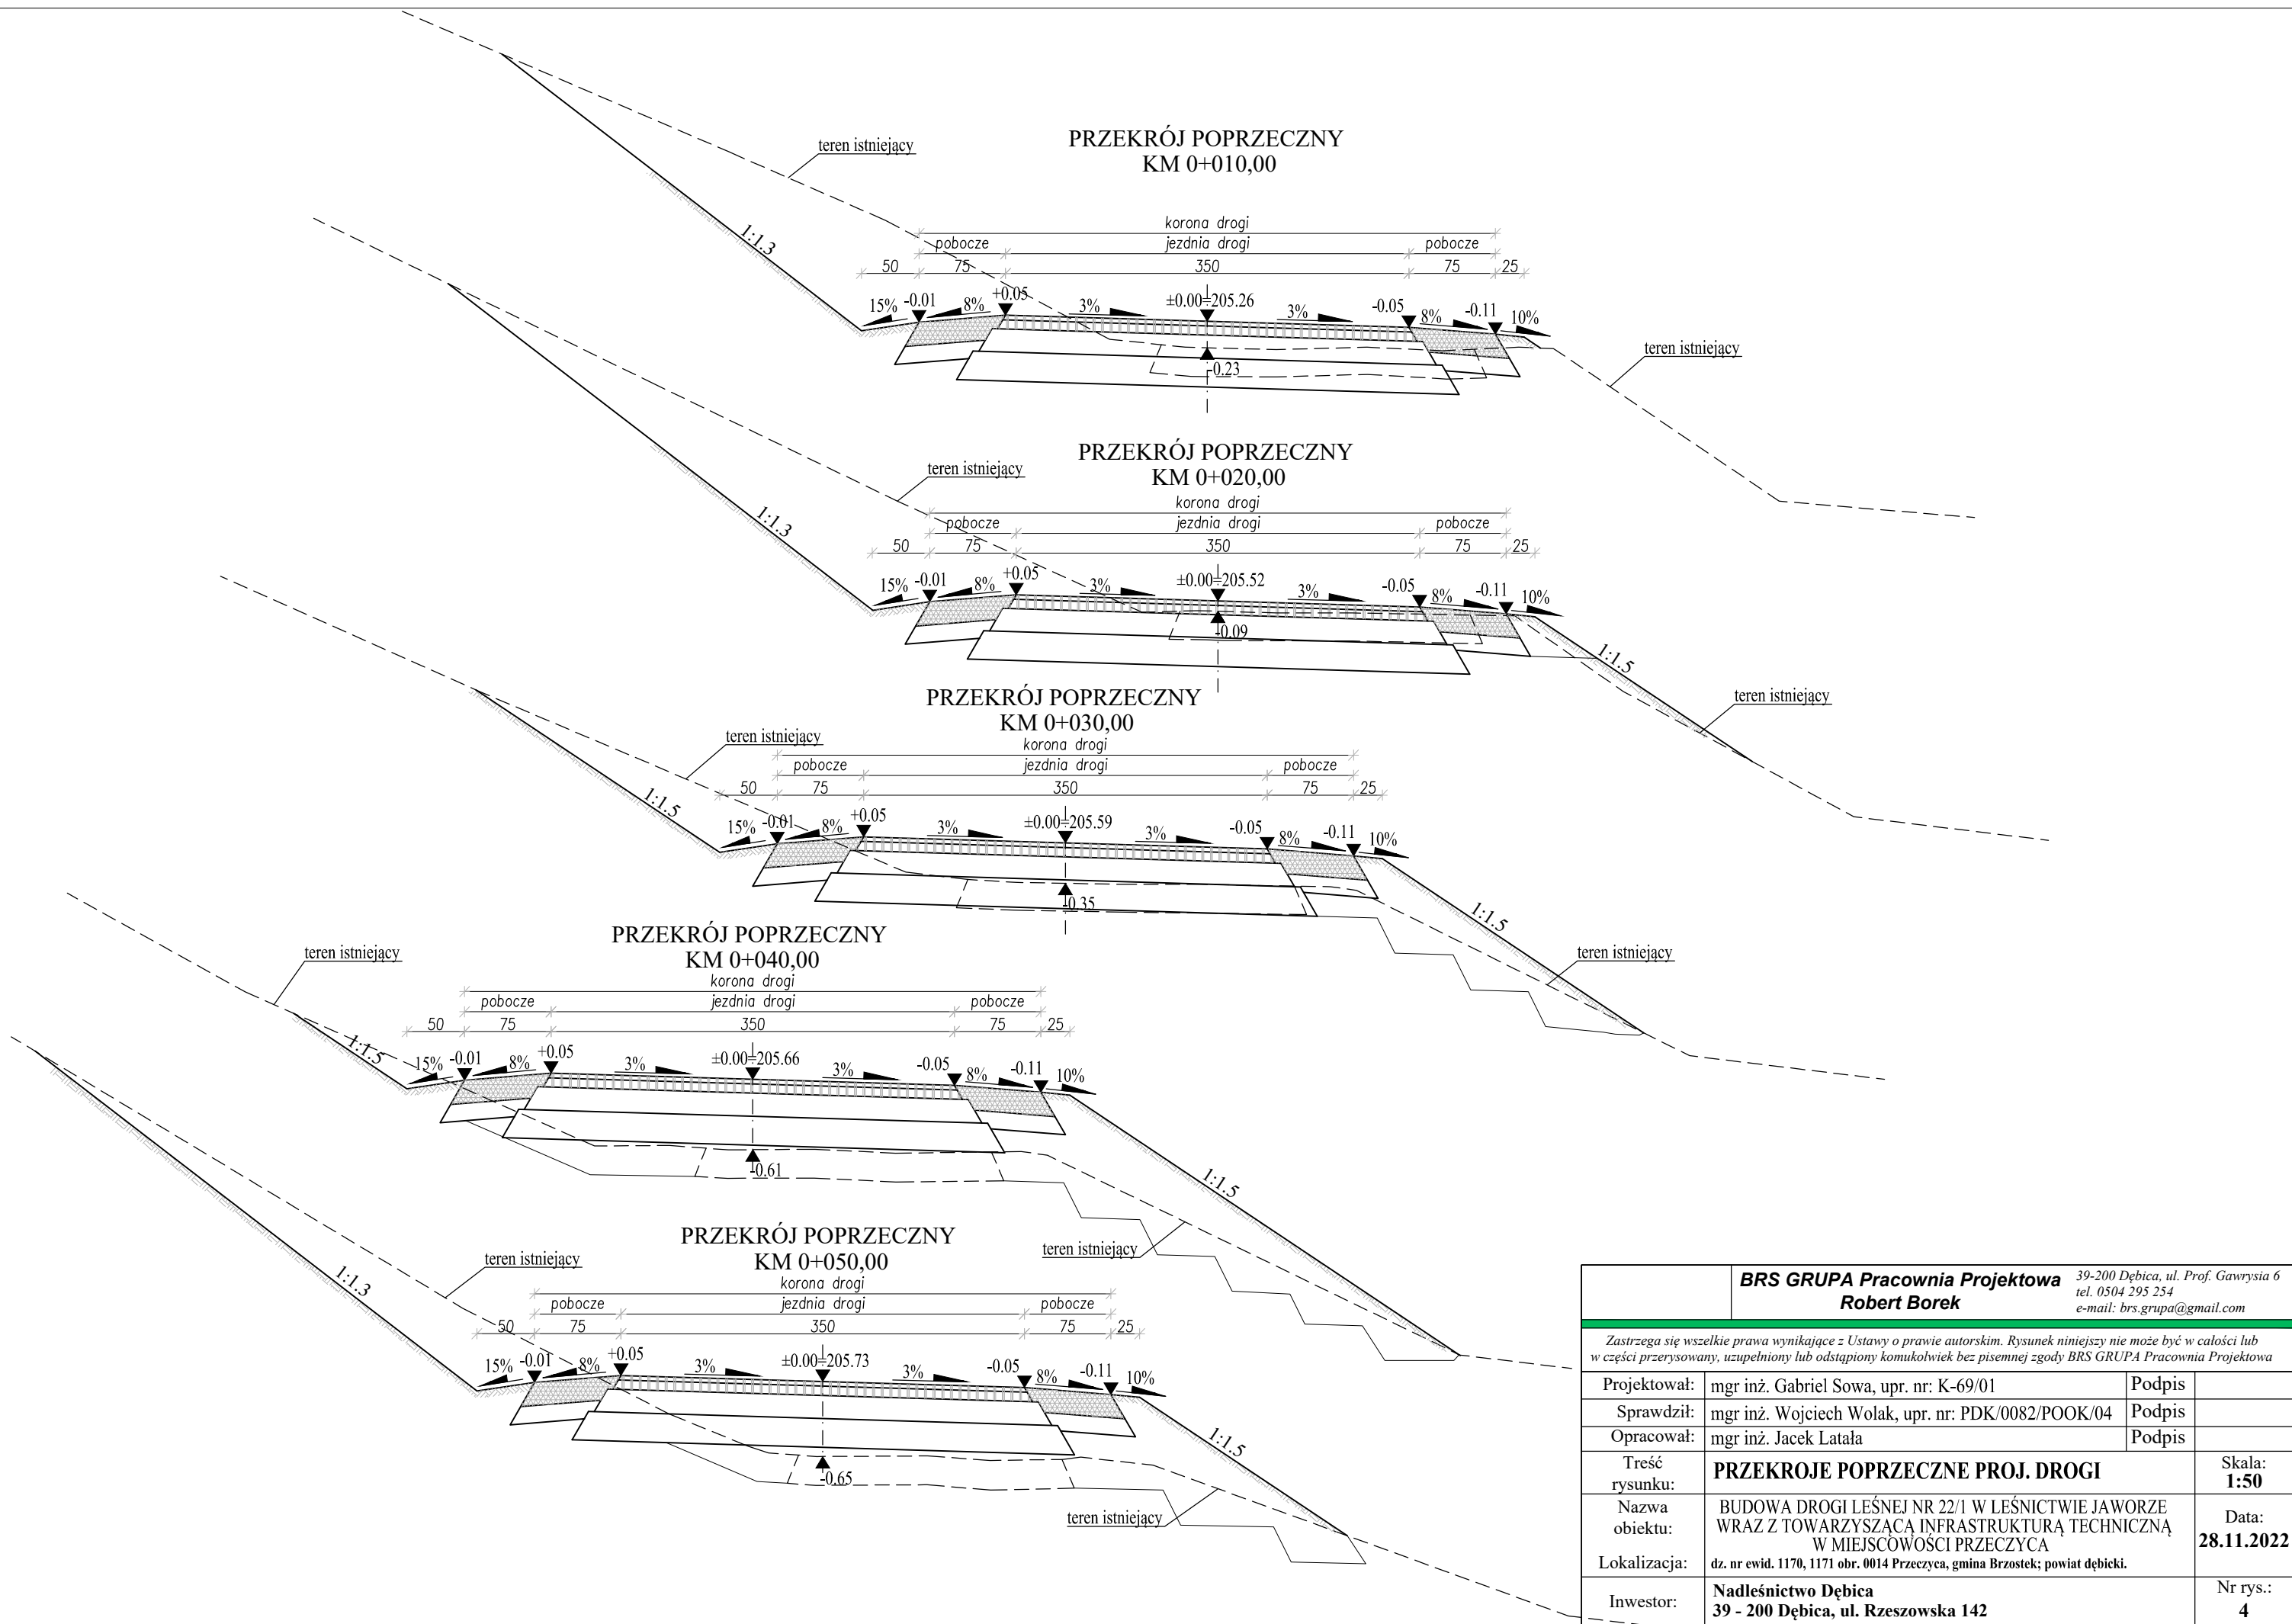 PRZEKRÓJ POPRZECZNY
KM 0+010,00
teren istniejący
korona drogi
pobocze jezdnia drogi pobocze
50 75 350 75 25
1:1.3
15% -0.01 8% +0.05 3% ±0.00=205.26 3% -0.05 8% -0.11 10%
-0.23
teren istniejący
PRZEKRÓJ POPRZECZNY
KM 0+020,00
teren istniejący
korona drogi
pobocze jezdnia drogi pobocze
50 75 350 75 25
1:1.3
15% -0.01 8% +0.05 3% ±0.00=205.52 3% -0.05 8% -0.11 10%
-0.09
1:1.5
teren istniejący
PRZEKRÓJ POPRZECZNY
KM 0+030,00
teren istniejący
korona drogi
pobocze jezdnia drogi pobocze
50 75 350 75 25
1:1.5
15% -0.01 8% +0.05 3% ±0.00=205.59 3% -0.05 8% -0.11 10%
-0.35
1:1.5
teren istniejący
PRZEKRÓJ POPRZECZNY
KM 0+040,00
teren istniejący
korona drogi
pobocze jezdnia drogi pobocze
50 75 350 75 25
1:1.5
15% -0.01 8% +0.05 3% ±0.00=205.66 3% -0.05 8% -0.11 10%
-0.61
1:1.5
teren istniejący
PRZEKRÓJ POPRZECZNY
KM 0+050,00
teren istniejący
korona drogi
pobocze jezdnia drogi pobocze
50 75 350 75 25
1:1.3
15% -0.01 8% +0.05 3% ±0.00=205.73 3% -0.05 8% -0.11 10%
-0.65
1:1.5
teren istniejący
BRS GRUPA Pracownia Projektowa
Robert Borek
39-200 Dębica, ul. Prof. Gawrysia 6
tel. 0504 295 254
e-mail: brs.grupa@gmail.com
Zastrzega się wszelkie prawa wynikające z Ustawy o prawie autorskim. Rysunek niniejszy nie może być w całości lub
w części przerysowany, uzupełniony lub odstąpiony komukolwiek bez pisemnej zgody BRS GRUPA Pracownia Projektowa
Projektował: mgr inż. Gabriel Sowa, upr. nr: K-69/01 Podpis
Sprawdził: mgr inż. Wojciech Wolak, upr. nr: PDK/0082/POOK/04 Podpis
Opracował: mgr inż. Jacek Latała Podpis
Treść
rysunku:
PRZEKROJE POPRZECZNE PROJ. DROGI
Skala:
1:50
Nazwa
obiektu:
BUDOWA DROGI LEŚNEJ NR 22/1 W LEŚNICTWIE JAWORZE
WRAZ Z TOWARZYSZĄCĄ INFRASTRUKTURĄ TECHNICZNĄ
W MIEJSCOWOŚCI PRZECZYCA
Data:
28.11.2022
Lokalizacja: dz. nr ewid. 1170, 1171 obr. 0014 Przeczyca, gmina Brzostek; powiat dębicki.
Inwestor:
Nadleśnictwo Dębica
39 - 200 Dębica, ul. Rzeszowska 142
Nr rys.:
4